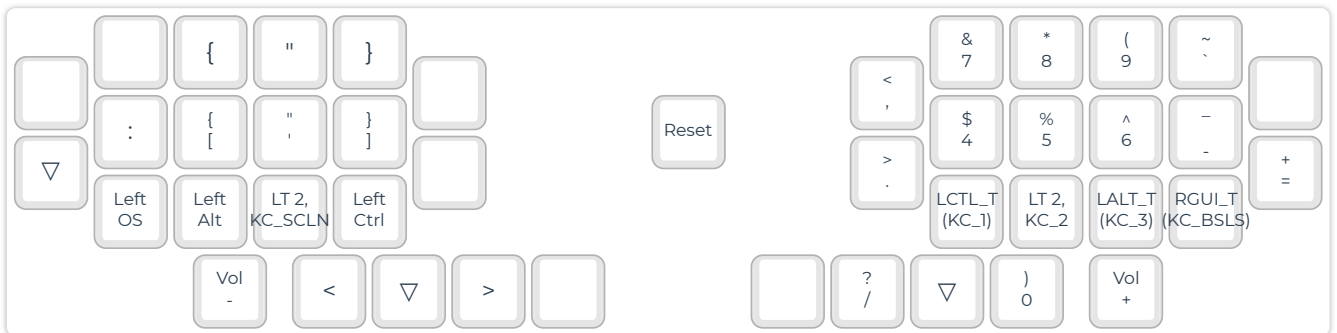 { " }
& 7
* 8
( 9
~ `
< ,
:
{ [
" '
} ]
Reset
$ 4
% 5
^ 6
_ -
▽
> .
+ =
Left OS
Left Alt
LT 2, KC_SCLN
Left Ctrl
LCTL_T (KC_1)
LT 2, KC_2
LALT_T (KC_3)
RGUI_T (KC_BSLS)
Vol -
<
▽
>
? /
▽
) 0
Vol +